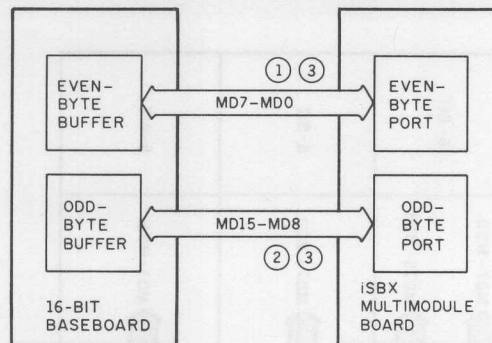 ① ③
EVEN-
BYTE
BUFFER
MD7-MD0
EVEN-
BYTE
PORT
ODD-
BYTE
BUFFER
MD15-MD8
ODD-
BYTE
PORT
② ③
16-BIT
BASEBOARD
iSBX
MULTIMODULE
BOARD